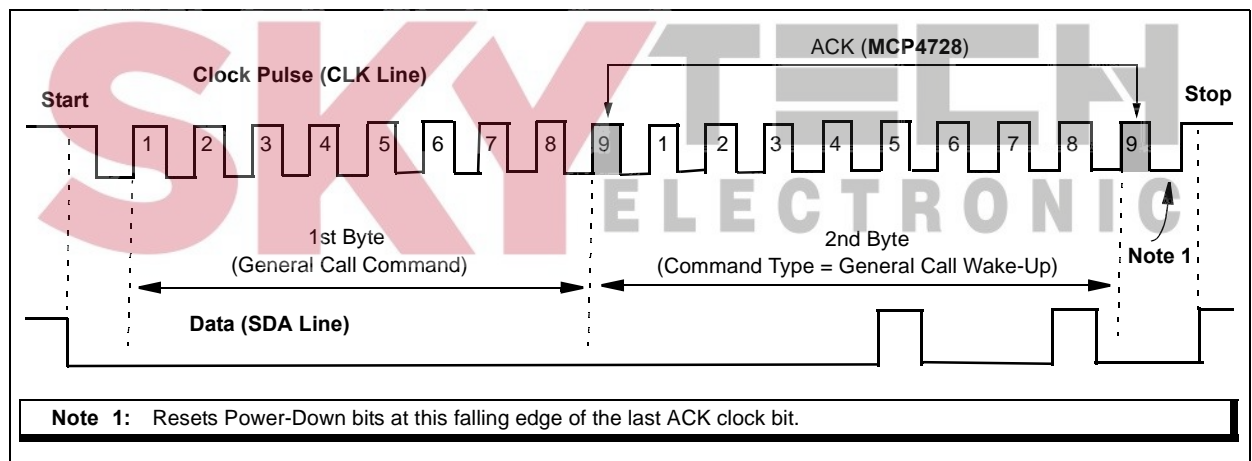 SKYTECH
ELECTRONIC
ACK (MCP4728)
Clock Pulse (CLK Line)
Start
Stop
1 2 3 4 5 6 7 8 9 1 2 3 4 5 6 7 8 9
1st Byte
(General Call Command)
2nd Byte
(Command Type = General Call Wake-Up)
Note 1
Data (SDA Line)
Note 1: Resets Power-Down bits at this falling edge of the last ACK clock bit.